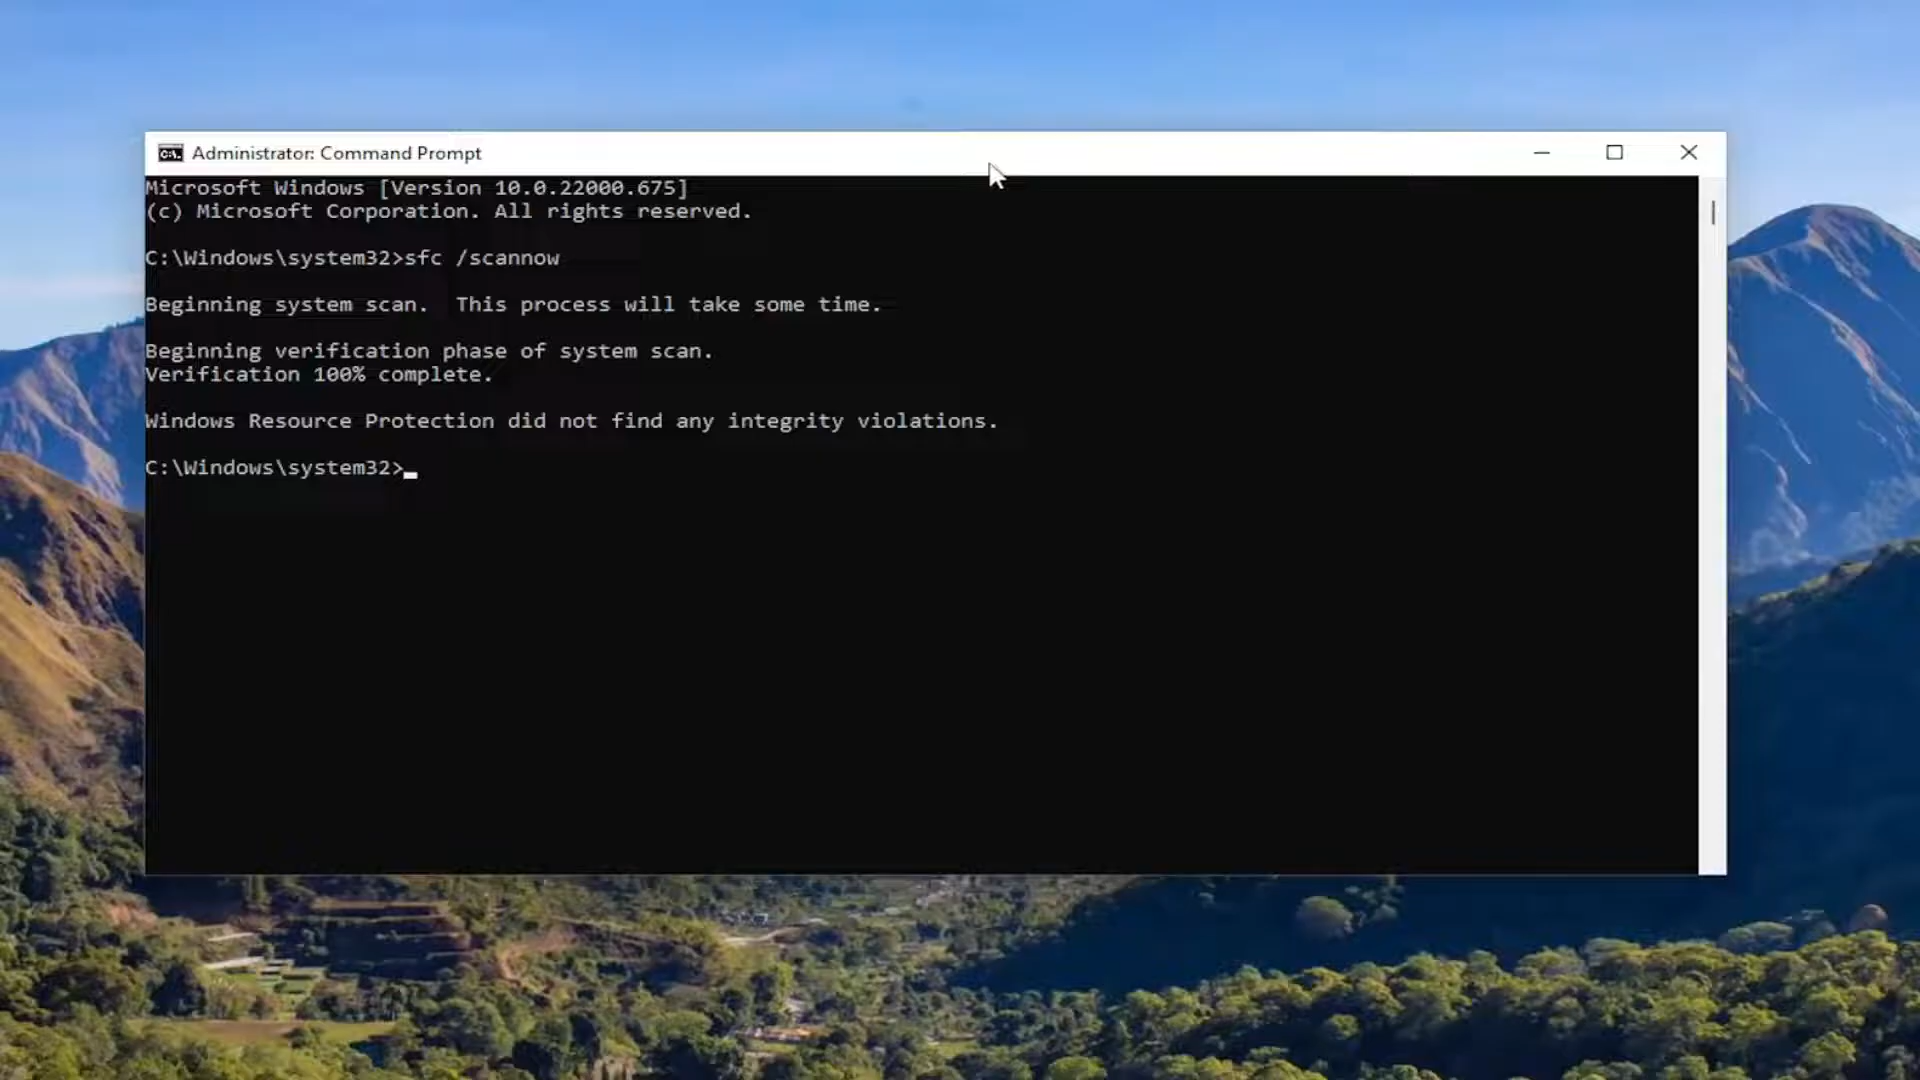 Administrator: Command Prompt
Microsoft Windows [Version 10.0.22000.675]
(c) Microsoft Corporation. All rights reserved.
C:\Windows\system32>sfc /scannow
Beginning system scan.  This process will take some time.
Beginning verification phase of system scan.
Verification 100% complete.
Windows Resource Protection did not find any integrity violations.
C:\Windows\system32>